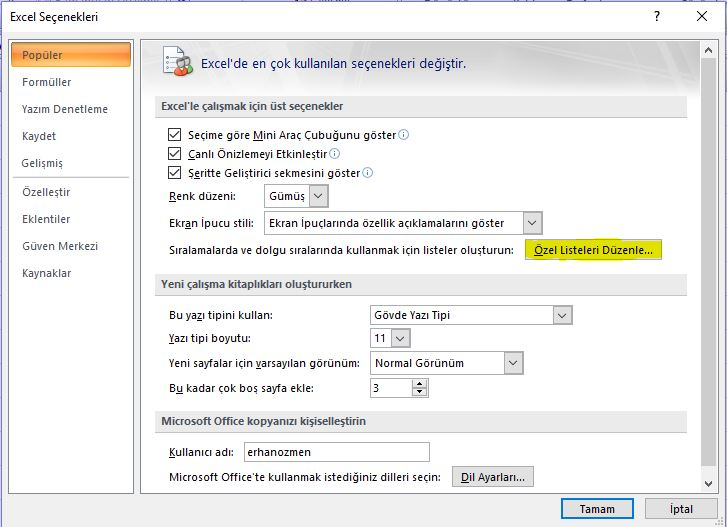 Excel Seçenekleri
Popüler
Formüller
Yazım Denetleme
Kaydet
Gelişmiş
Özelleştir
Eklentiler
Güven Merkezi
Kaynaklar
Excel'de en çok kullanılan seçenekleri değiştir.
Excel'le çalışmak için üst seçenekler
Seçime göre Mini Araç Çubuğunu göster
Canlı Önizlemeyi Etkinleştir
Şeritte Geliştirici sekmesini göster
Renk düzeni: Gümüş
Ekran İpucu stili: Ekran İpuçlarında özellik açıklamalarını göster
Sıralamalarda ve dolgu sıralarında kullanmak için listeler oluşturun: Özel Listeleri Düzenle...
Yeni çalışma kitaplıkları oluştururken
Bu yazı tipini kullan: Gövde Yazı Tipi
Yazı tipi boyutu: 11
Yeni sayfalar için varsayılan görünüm: Normal Görünüm
Bu kadar çok boş sayfa ekle: 3
Microsoft Office kopyanızı kişiselleştirin
Kullanıcı adı: erhanozmen
Microsoft Office'te kullanmak istediğiniz dilleri seçin: Dil Ayarları...
Tamam İptal